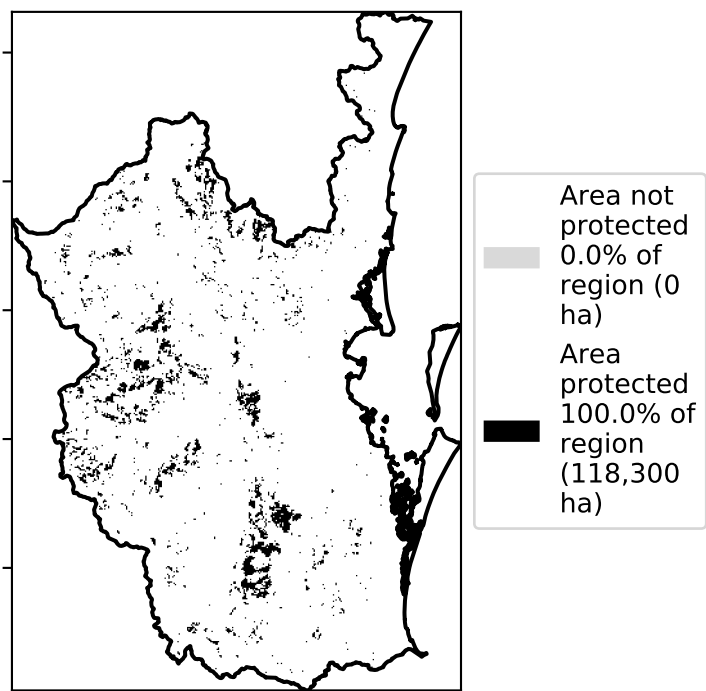 Area not
protected
0.0% of
region (0
ha)
Area
protected
100.0% of
region
(118,300
ha)